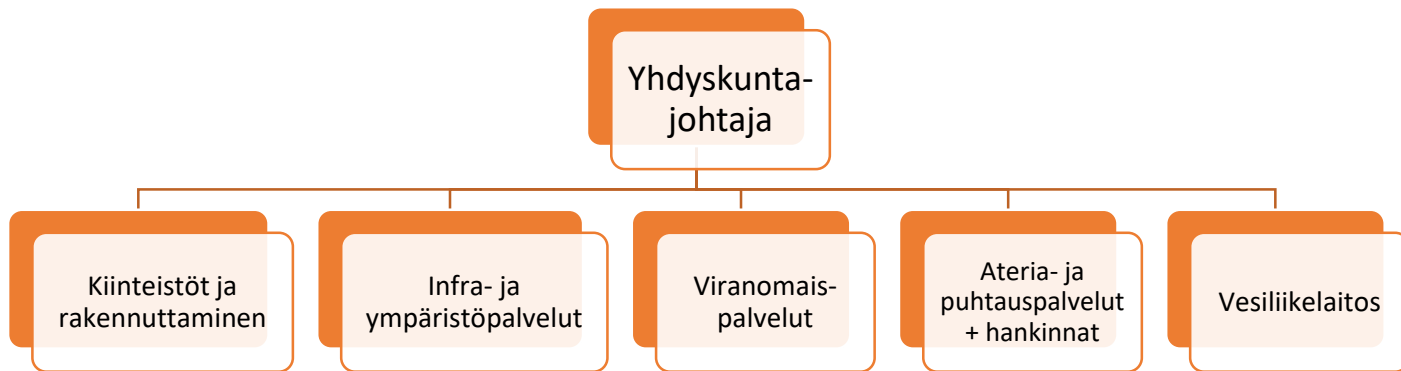 Yhdyskunta-
johtaja
Kiinteistöt ja
rakennuttaminen
Infra- ja
ympäristöpalvelut
Viranomais-
palvelut
Ateria- ja
puhtauspalvelut
+ hankinnat
Vesiliikelaitos